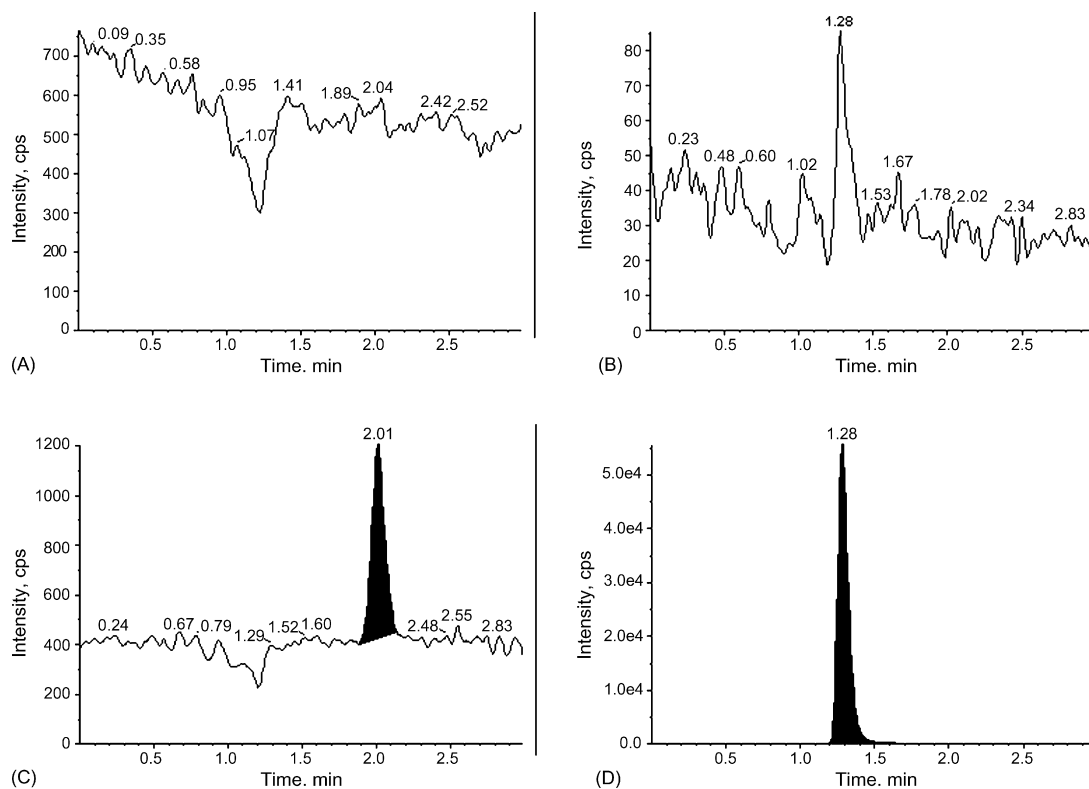 0.09 0.35 0.58 0.95 1.07 1.41 1.89 2.04 2.42 2.52
700
600
500
400
300
200
100
0
Intensity, cps
0.5 1.0 1.5 2.0 2.5
Time. min
(A)
1.28
0.23 0.48 0.60 1.02 1.53 1.67 1.78 2.02 2.34 2.83
80
70
60
50
40
30
20
10
0
Intensity, cps
0.5 1.0 1.5 2.0 2.5
Time. min
(B)
2.01
0.24 0.67 0.79 1.29 1.52 1.60 2.48 2.55 2.83
1200
1000
800
600
400
200
0
Intensity, cps
0.5 1.0 1.5 2.0 2.5
Time. min
(C)
1.28
5.0e4
4.0e4
3.0e4
2.0e4
1.0e4
0.0
Intensity, cps
0.5 1.0 1.5 2.0 2.5
Time. min
(D)